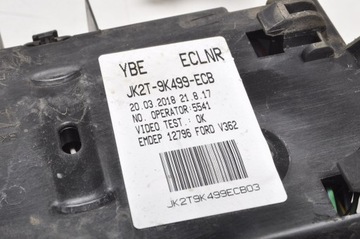 YBE ECLNR
JK2T-9K499-ECB
20.03.2018 21.8.17
NO. OPERATOR:5541
VIDEO TEST.: OK
EMDEP 12796 FORD V362
JK2T9K499ECB03